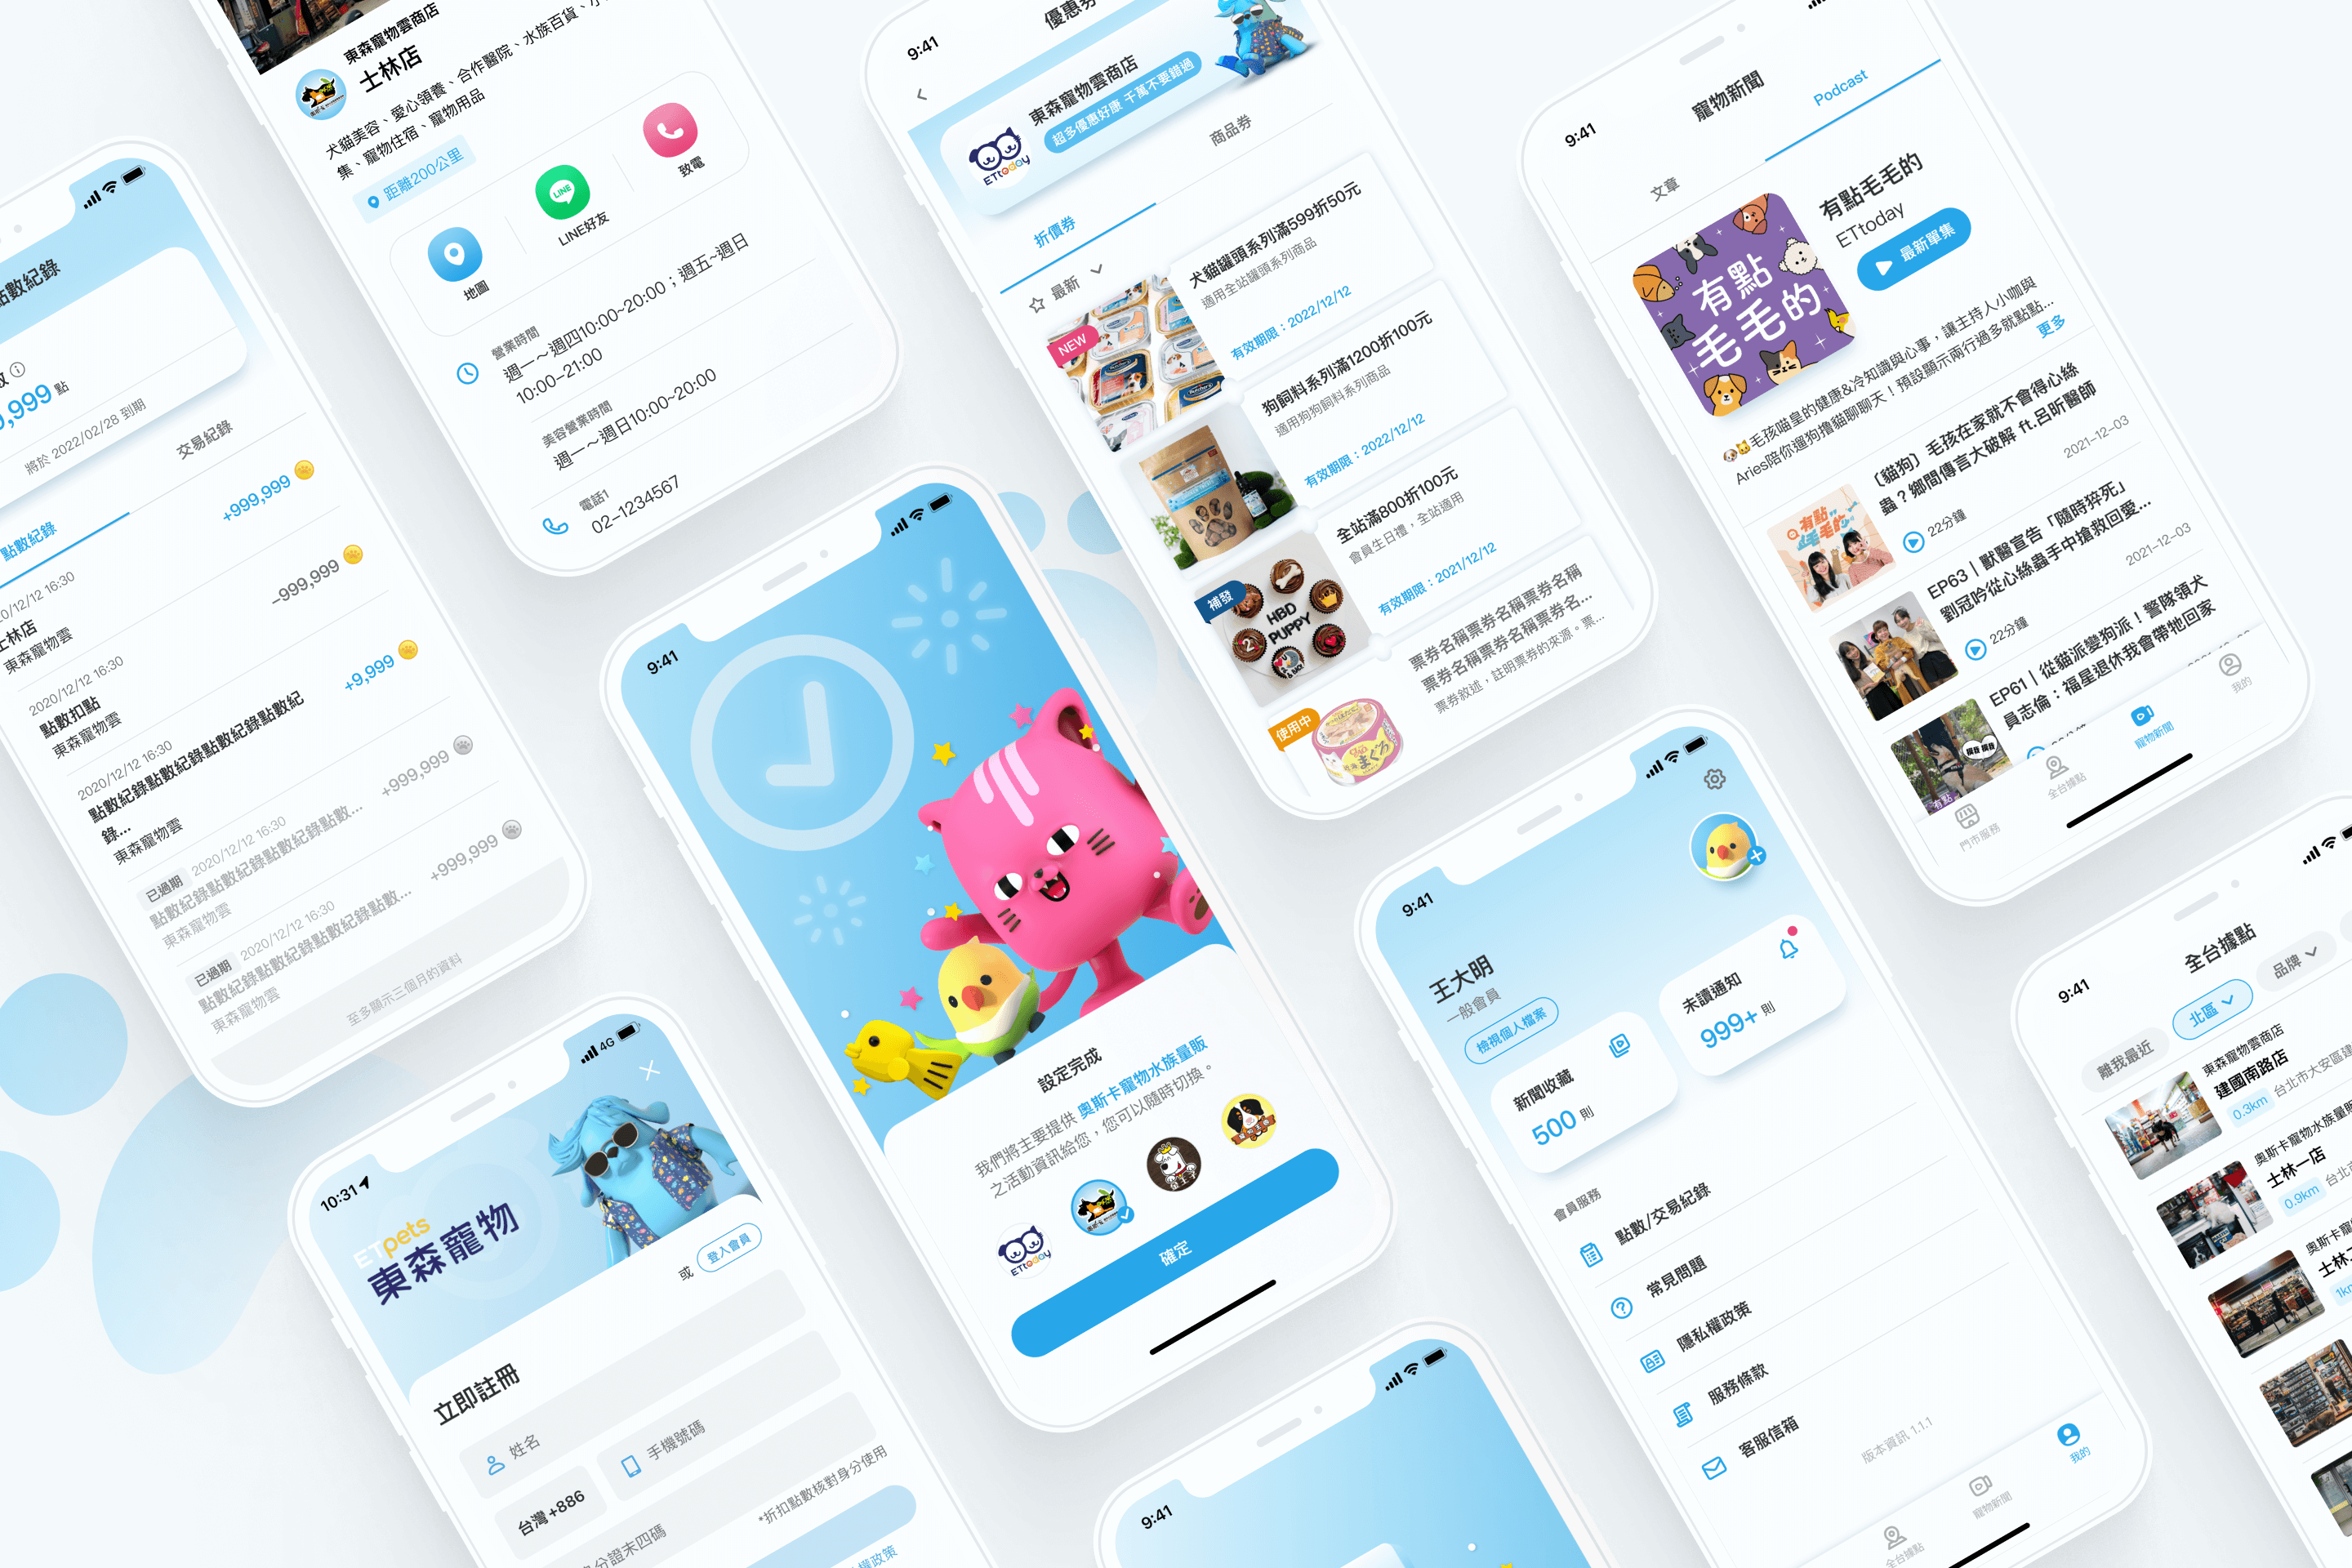 點數紀錄
,999 點
將於 2022/02/28 到期
點數紀錄
交易紀錄
+999,999
/12/12 16:30
士林店
東森寵物雲
-999,999
2020/12/12 16:30
點數扣點
東森寵物雲
+9,999
2020/12/12 16:30
點數紀錄點數紀錄點數紀錄點數紀
錄...
東森寵物雲
+999,999
已過期 2020/12/12 16:30
點數紀錄點數紀錄點數紀錄點數...
東森寵物雲
+999,999
已過期 2020/12/12 16:30
點數紀錄點數紀錄點數紀錄點數...
東森寵物雲
至多顯示三個月的資料
東森寵物雲商店
士林店
犬貓美容、愛心領養、合作醫院、水族百貨、
集、寵物住宿、寵物用品
距離200公里
地圖
LINE
LINE好友
致電
營業時間
週一～週四10:00~20:00；週五~週日
10:00–21:00
美容營業時間
週一～週日10:00~20:00
電話1
02–1234567
10:31
4G
ETpets
東森寵物
或 登入會員
立即註冊
姓名
台灣 +886
手機號碼
分證末四碼
*折扣點數核對身分使用
權政策
9:41
設定完成
我們將主要提供 奧斯卡寵物水族量販
之活動資訊給您，您可以隨時切換。
ETtoday
確定
9:41
優惠券
東森寵物雲商店
超多優惠好康 千萬不要錯過
ETtoday
折價券
商品券
最新
NEW
犬貓罐頭系列滿599折50元
適用全站罐頭系列商品
有效期限：2022/12/12
狗飼料系列滿1200折100元
適用狗狗飼料系列商品
有效期限：2022/12/12
補發
HBD
PUPPY
全站滿800折100元
會員生日禮，全站適用
有效期限：2021/12/12
使用中
まぐろ
票券名稱票券名稱票券名稱
票券名稱票券名稱票券名...
票券敘述，註明票券的來源。票...
9:41
寵物新聞
文章
Podcast
有點
毛毛的
有點毛毛的
ETtoday
最新單集
毛孩喵皇的健康&冷知識與心事，讓主持人小咖與
Aries陪你遛狗擼貓聊聊天！預設顯示兩行過多就點點...
更多
有點
毛毛的
〔貓狗〕毛孩在家就不會得心絲
蟲？鄉間傳言大破解 ft.呂昕醫師
22分鐘
2021–12–03
EP63｜獸醫宣告「隨時猝死」
劉冠吟從心絲蟲手中搶救回愛...
22分鐘
2021–12–03
EP61｜從貓派變狗派！警隊領犬
員志倫：福星退休我會帶牠回家
門市服務
全台據點
寵物新聞
我的
9:41
王大明
一般會員
檢視個人檔案
新聞收藏
500 則
未讀通知
999+ 則
會員服務
點數/交易紀錄
常見問題
隱私權政策
服務條款
客服信箱
版本資訊 1.1.1
全台據點
寵物新聞
我的
9:41
9:41
全台據點
離我最近
北區
品牌
東森寵物雲商店
建國南路店
0.3km 台北市大安區建
奧斯卡寵物水族量販
士林一店
0.9km 台北
奧斯卡寵
士林